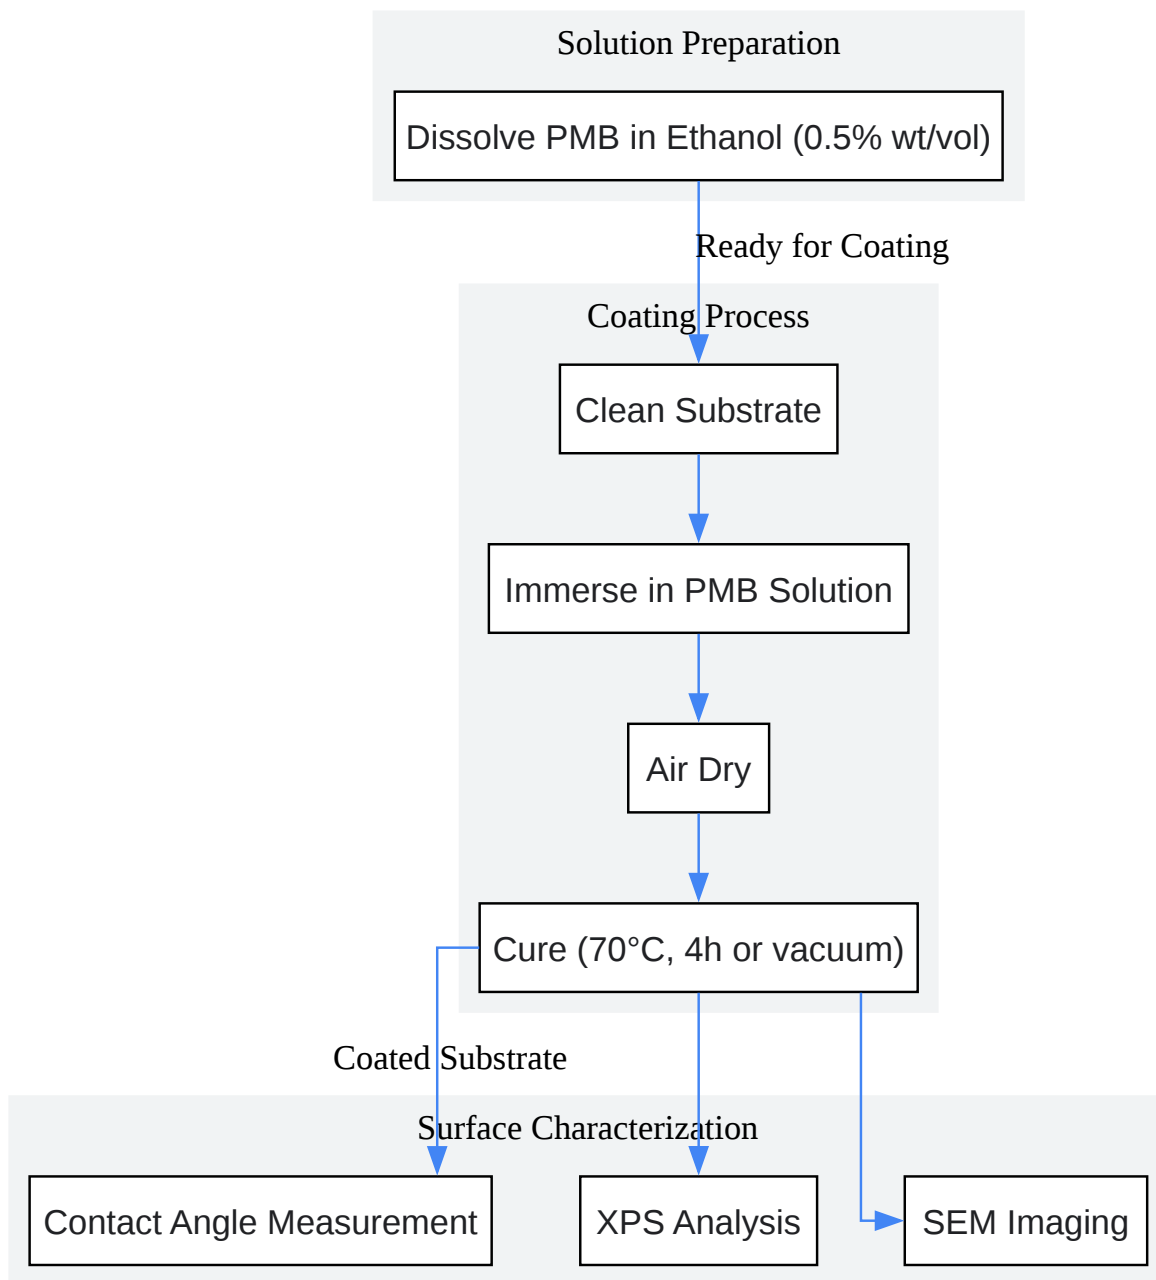 Solution Preparation
Dissolve PMB in Ethanol (0.5% wt/vol)
Ready for Coating
Coating Process
Clean Substrate
Immerse in PMB Solution
Air Dry
Cure (70°C, 4h or vacuum)
Coated Substrate
Surface Characterization
Contact Angle Measurement
XPS Analysis
SEM Imaging